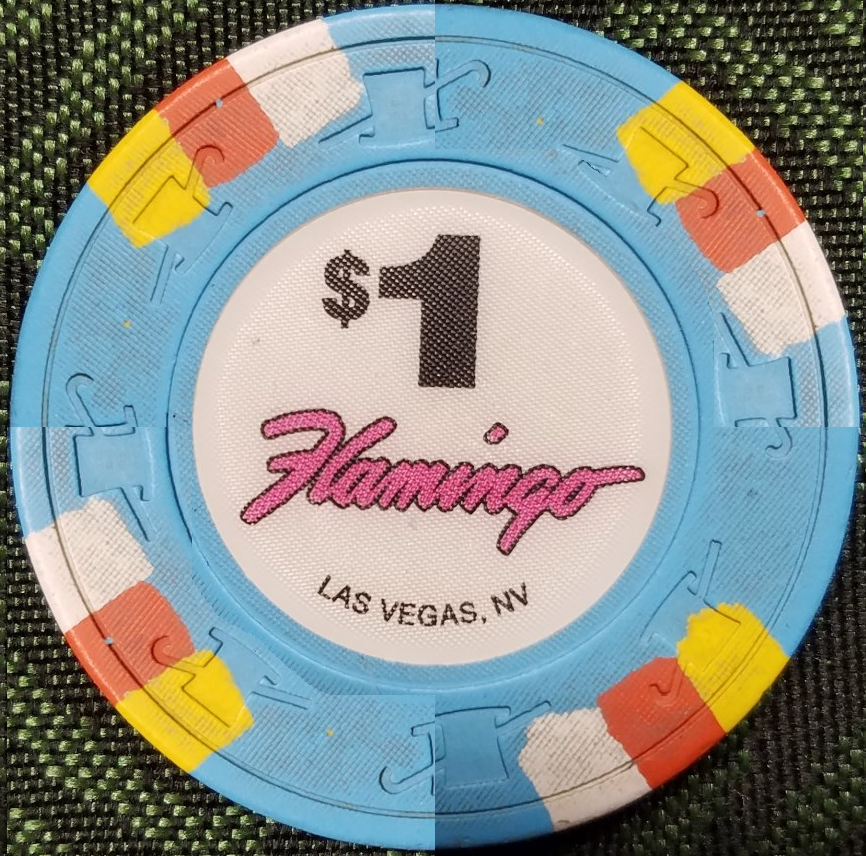 $1
Flamingo
LAS VEGAS, NV